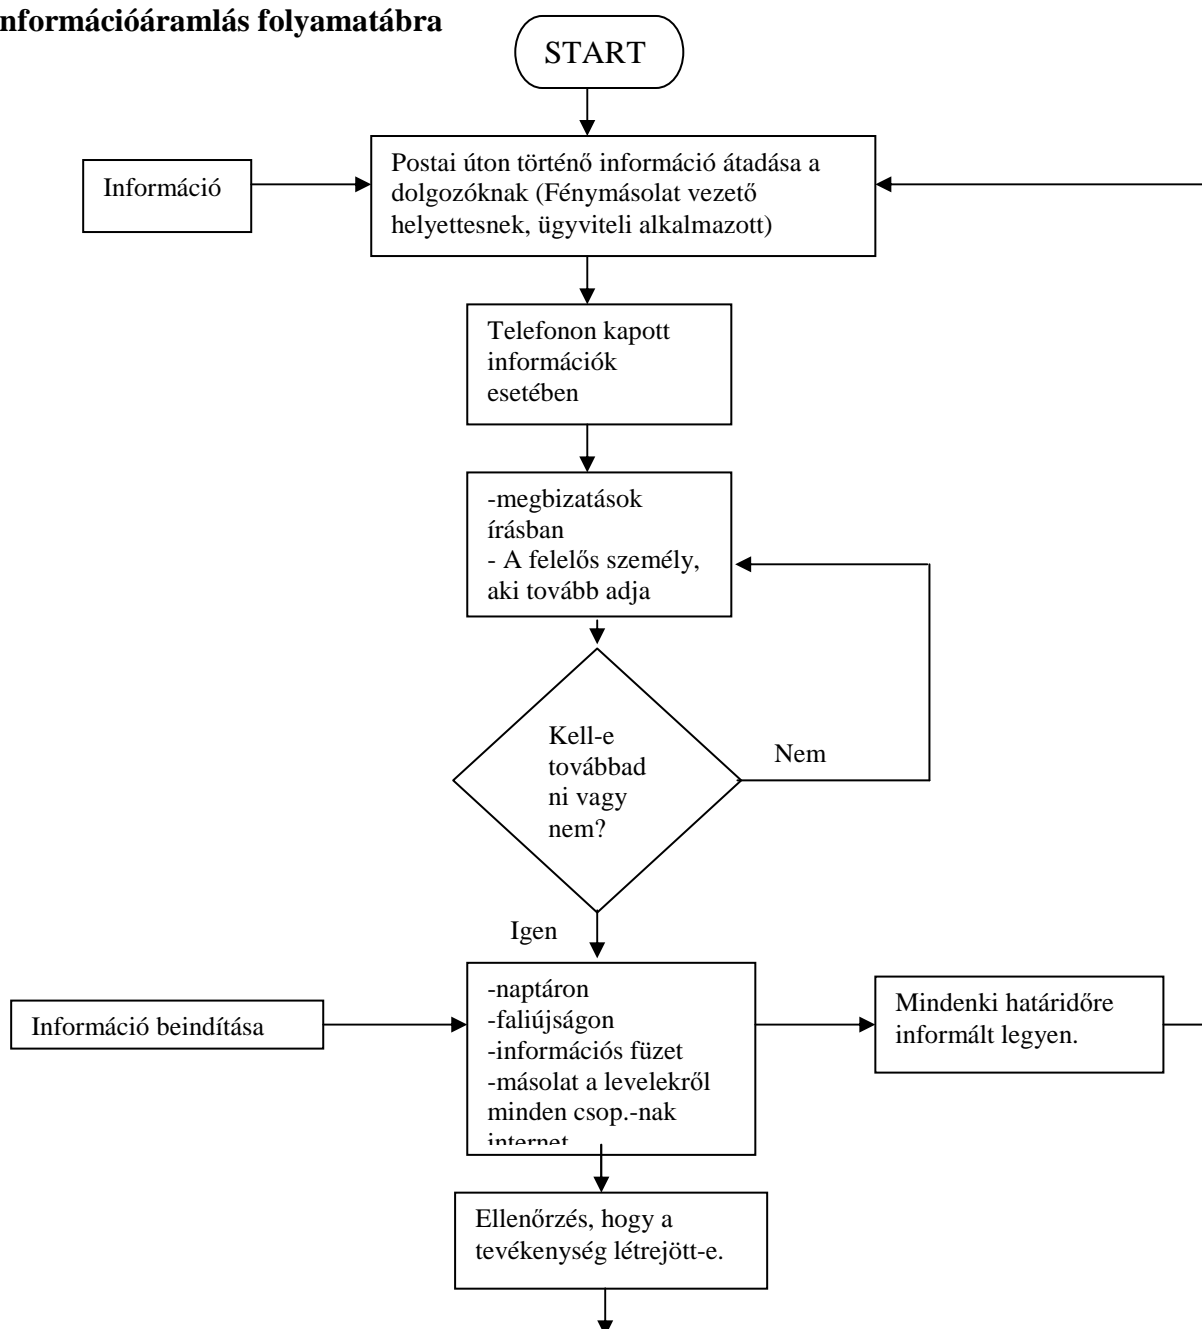 nformációáramlás folyamatábra
START
Információ
Postai úton történő információ átadása a
dolgozóknak (Fénymásolat vezető
helyettesnek, ügyviteli alkalmazott)
Telefonon kapott
információk
esetében
-megbizatások
írásban
- A felelős személy,
aki tovább adja
Kell-e
továbbad
ni vagy
nem?
Nem
Igen
Információ beindítása
-naptáron
-faliújságon
-információs füzet
-másolat a levelekről
minden csop.-nak
internet
Mindenki határidőre
informált legyen.
Ellenőrzés, hogy a
tevékenység létrejött-e.